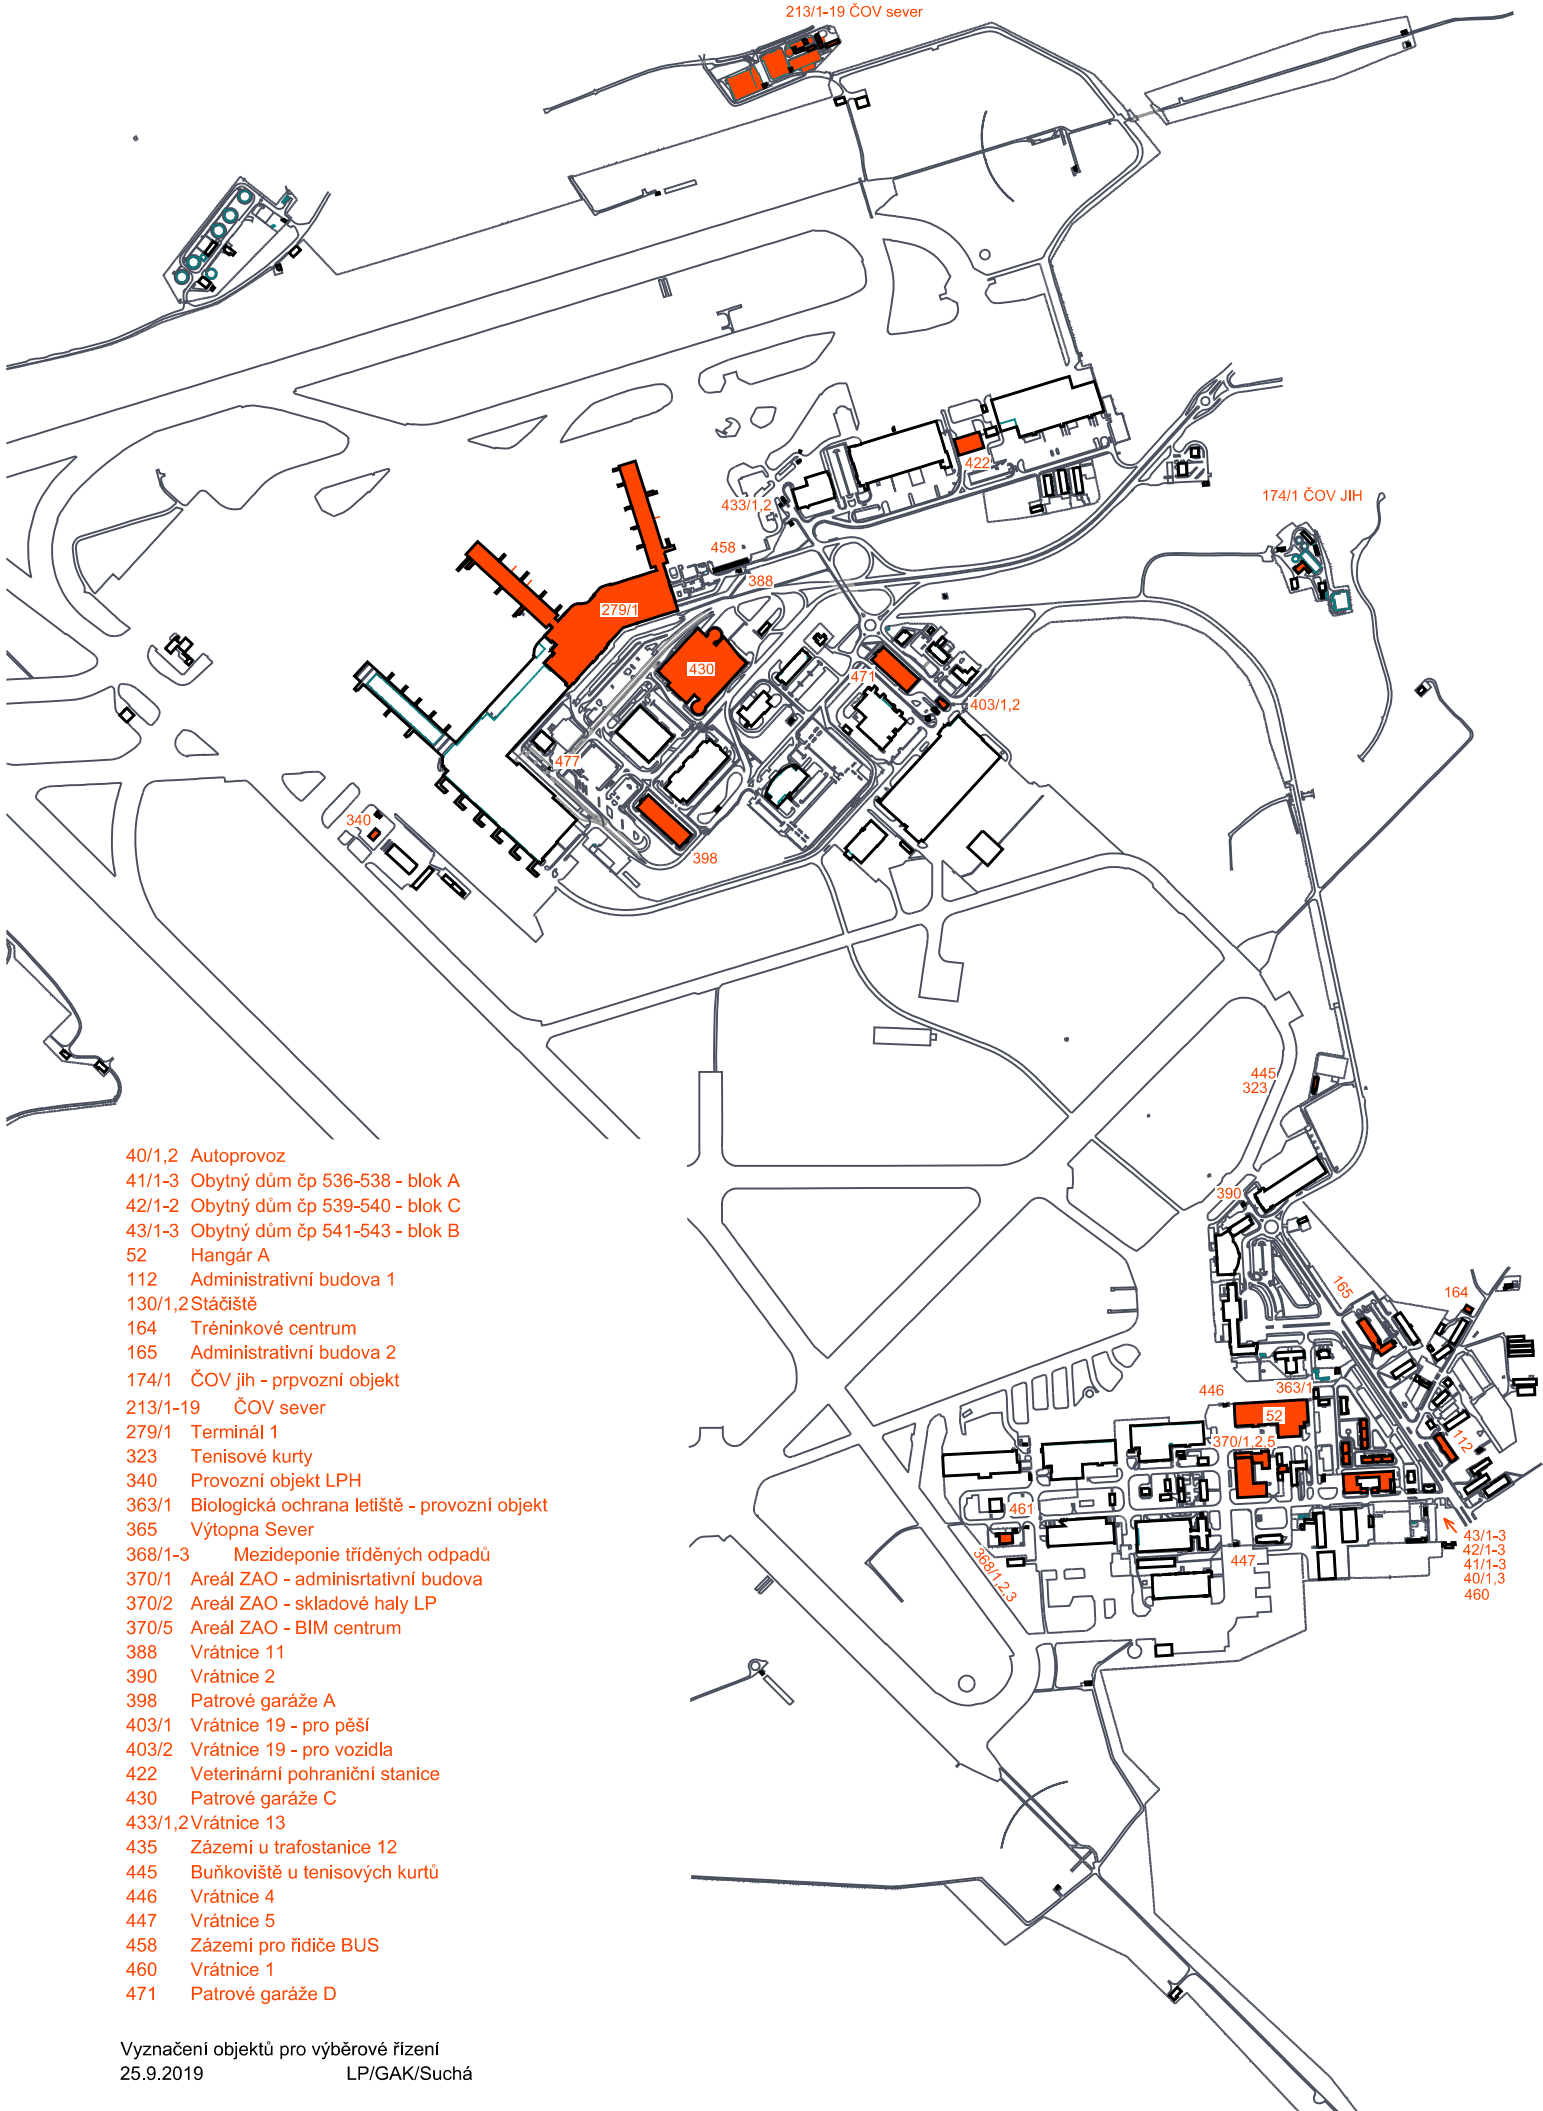 213/1-19 ČOV sever
422
433/1,2
174/1 ČOV JIH
458
388
279/1
430
471
403/1,2
477
340
398
445
323
390
165
164
446
363/1
52
370/1,2,5
112
461
368/1,2,3
447
43/1-3
42/1-3
41/1-3
40/1,3
460
40/1,2 Autoprovoz
41/1-3 Obytný dům čp 536-538 - blok A
42/1-2 Obytný dům čp 539-540 - blok C
43/1-3 Obytný dům čp 541-543 - blok B
52 Hangár A
112 Administrativní budova 1
130/1,2 Stáčiště
164 Tréninkové centrum
165 Administrativní budova 2
174/1 ČOV jih - prpvozní objekt
213/1-19 ČOV sever
279/1 Terminál 1
323 Tenisové kurty
340 Provozní objekt LPH
363/1 Biologická ochrana letiště - provozní objekt
365 Výtopna Sever
368/1-3 Mezideponie tříděných odpadů
370/1 Areál ZAO - adminisrtativní budova
370/2 Areál ZAO - skladové haly LP
370/5 Areál ZAO - BIM centrum
388 Vrátnice 11
390 Vrátnice 2
398 Patrové garáže A
403/1 Vrátnice 19 - pro pěší
403/2 Vrátnice 19 - pro vozidla
422 Veterinární pohraniční stanice
430 Patrové garáže C
433/1,2 Vrátnice 13
435 Zázemí u trafostanice 12
445 Buňkoviště u tenisových kurtů
446 Vrátnice 4
447 Vrátnice 5
458 Zázemí pro řidiče BUS
460 Vrátnice 1
471 Patrové garáže D
Vyznačení objektů pro výběrové řízení
25.9.2019 LP/GAK/Suchá